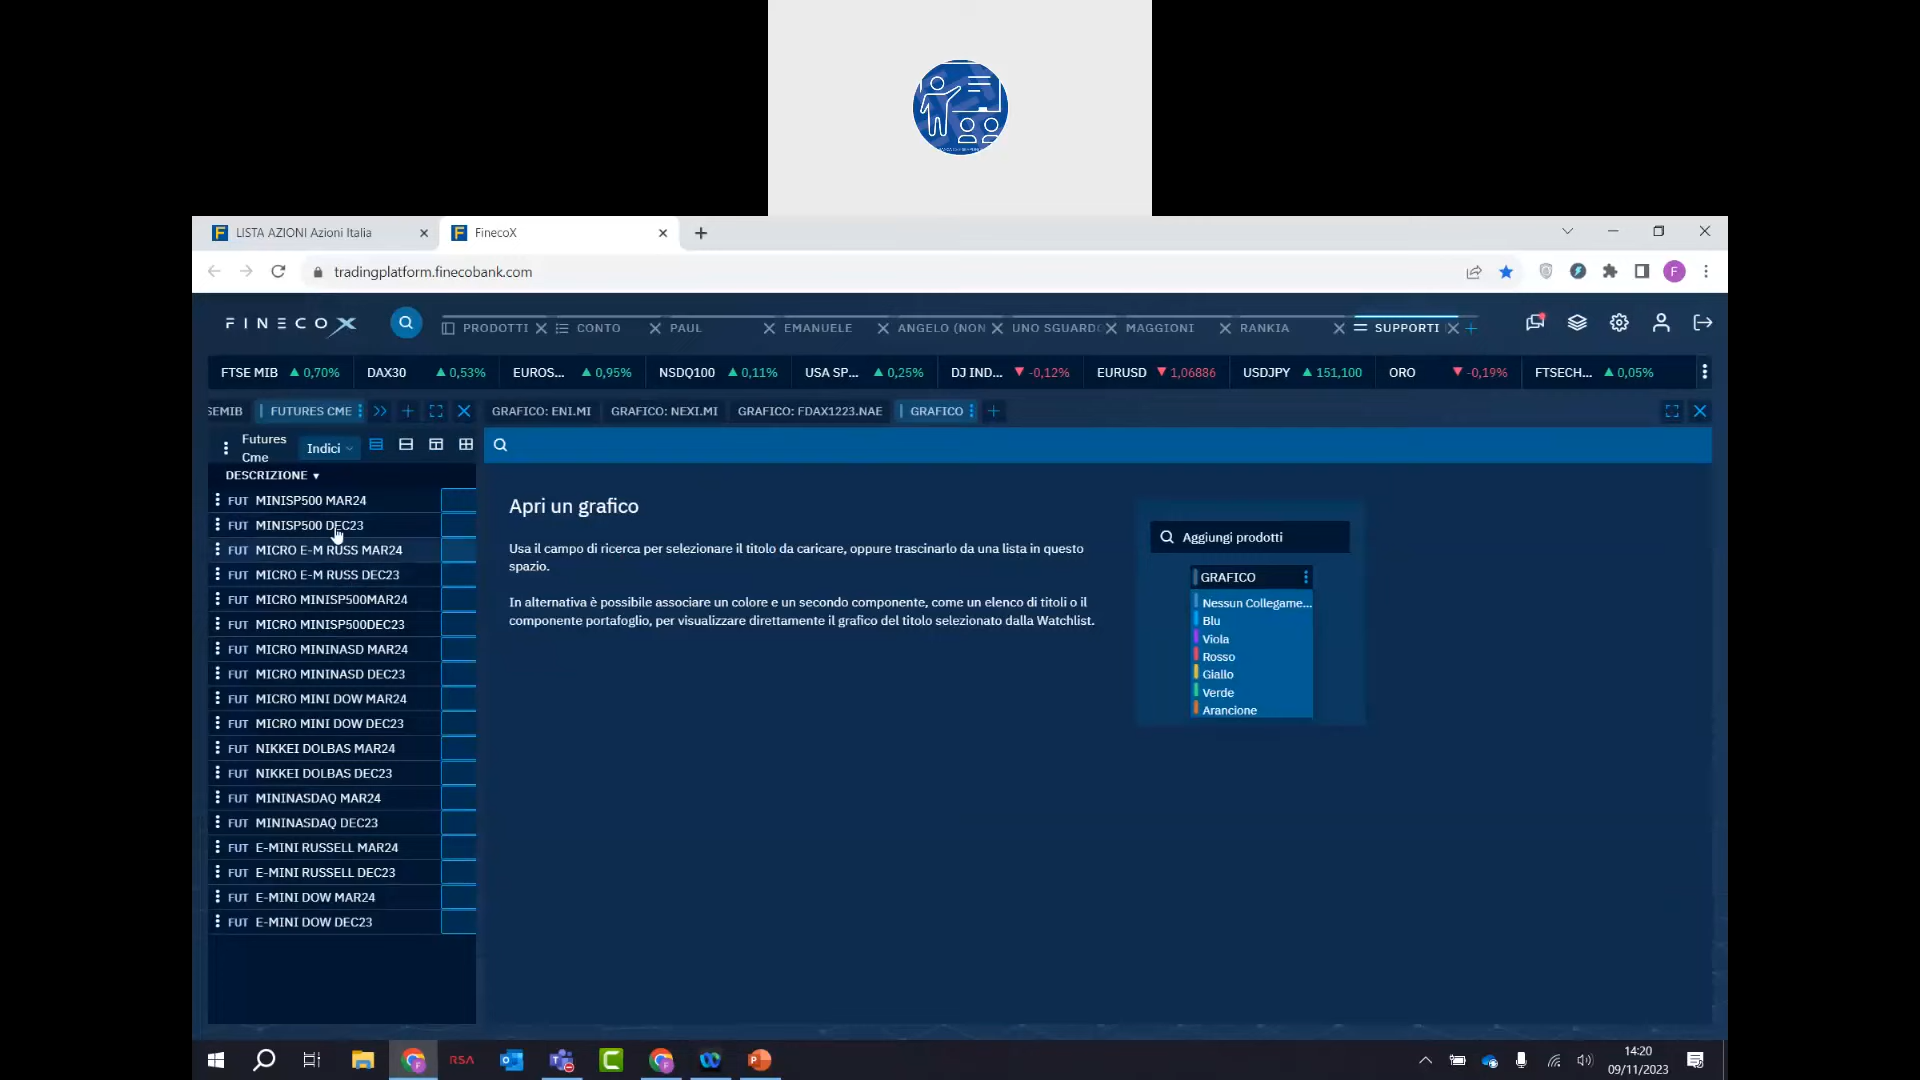 LISTA AZIONI Azioni Italia
FinecoX
tradingplatform.finecobank.com
F
FINECOX
PRODOTTI
CONTO
PAUL
EMANUELE
ANGELO (NON
UNO SGUARD
MAGGIONI
RANKIA
SUPPORTI
FTSE MIB ▲ 0,70%
DAX30 ▲ 0,53%
EUROS... ▲ 0,95%
NSDQ100 ▲ 0,11%
USA SP... ▲ 0,25%
DJ IND... ▼ -0,12%
EURUSD ▼ 1,06886
USDJPY ▲ 151,100
ORO ▼ -0,19%
FTSECH... ▲ 0,05%
SEMIB
FUTURES CME
GRAFICO: ENI.MI
GRAFICO: NEXI.MI
GRAFICO: FDAX1223.NAE
GRAFICO
Futures
Cme
Indici
DESCRIZIONE ▼
FUT MINISP500 MAR24
FUT MINISP500 DEC23
FUT MICRO E-M RUSS MAR24
FUT MICRO E-M RUSS DEC23
FUT MICRO MINISP500MAR24
FUT MICRO MINISP500DEC23
FUT MICRO MININASD MAR24
FUT MICRO MININASD DEC23
FUT MICRO MINI DOW MAR24
FUT MICRO MINI DOW DEC23
FUT NIKKEI DOLBAS MAR24
FUT NIKKEI DOLBAS DEC23
FUT MININASDAQ MAR24
FUT MININASDAQ DEC23
FUT E-MINI RUSSELL MAR24
FUT E-MINI RUSSELL DEC23
FUT E-MINI DOW MAR24
FUT E-MINI DOW DEC23
Apri un grafico
Usa il campo di ricerca per selezionare il titolo da caricare, oppure trascinarlo da una lista in questo
spazio.
In alternativa è possibile associare un colore e un secondo componente, come un elenco di titoli o il
componente portafoglio, per visualizzare direttamente il grafico del titolo selezionato dalla Watchlist.
Aggiungi prodotti
GRAFICO
Nessun Collegame...
Blu
Viola
Rosso
Giallo
Verde
Arancione
RSA
14:20
09/11/2023